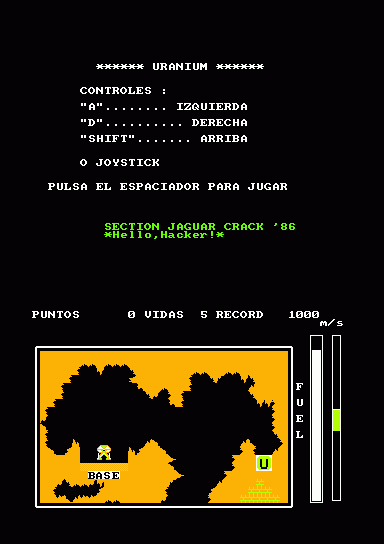 ****** URANIUM ******
CONTROLES :
"A"........ IZQUIERDA
"D".......... DERECHA
"SHIFT"....... ARRIBA
O JOYSTICK
PULSA EL ESPACIADOR PARA JUGAR
SECTION JAGUAR CRACK '86
*Hello,Hacker!*
PUNTOS 0 VIDAS 5 RECORD 1000
m/s
FUEL
U
BASE